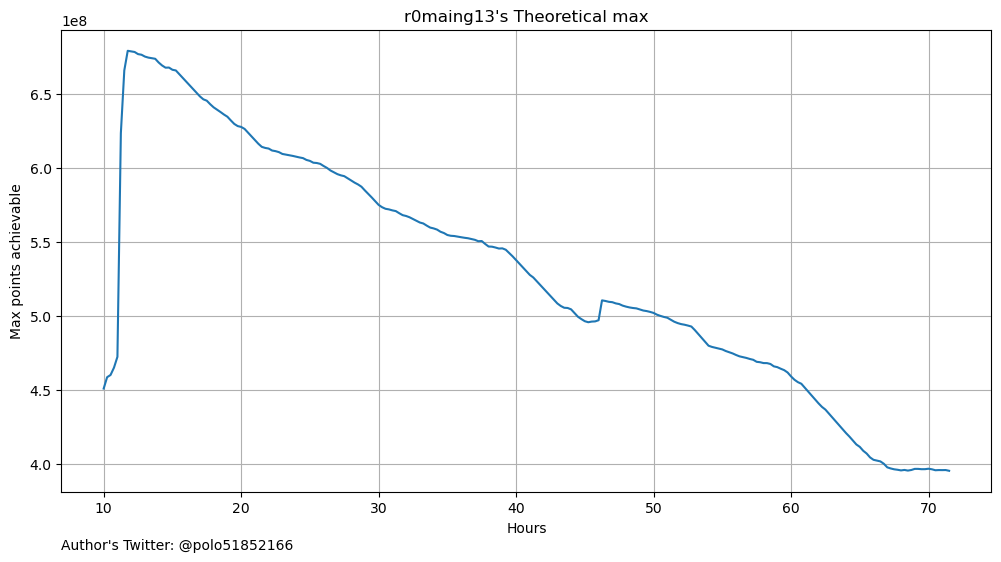 r0maing13's Theoretical max
1e8
Max points achievable
6.5
6.0
5.5
5.0
4.5
4.0
10 20 30 40 50 60 70
Hours
Author's Twitter: @polo51852166